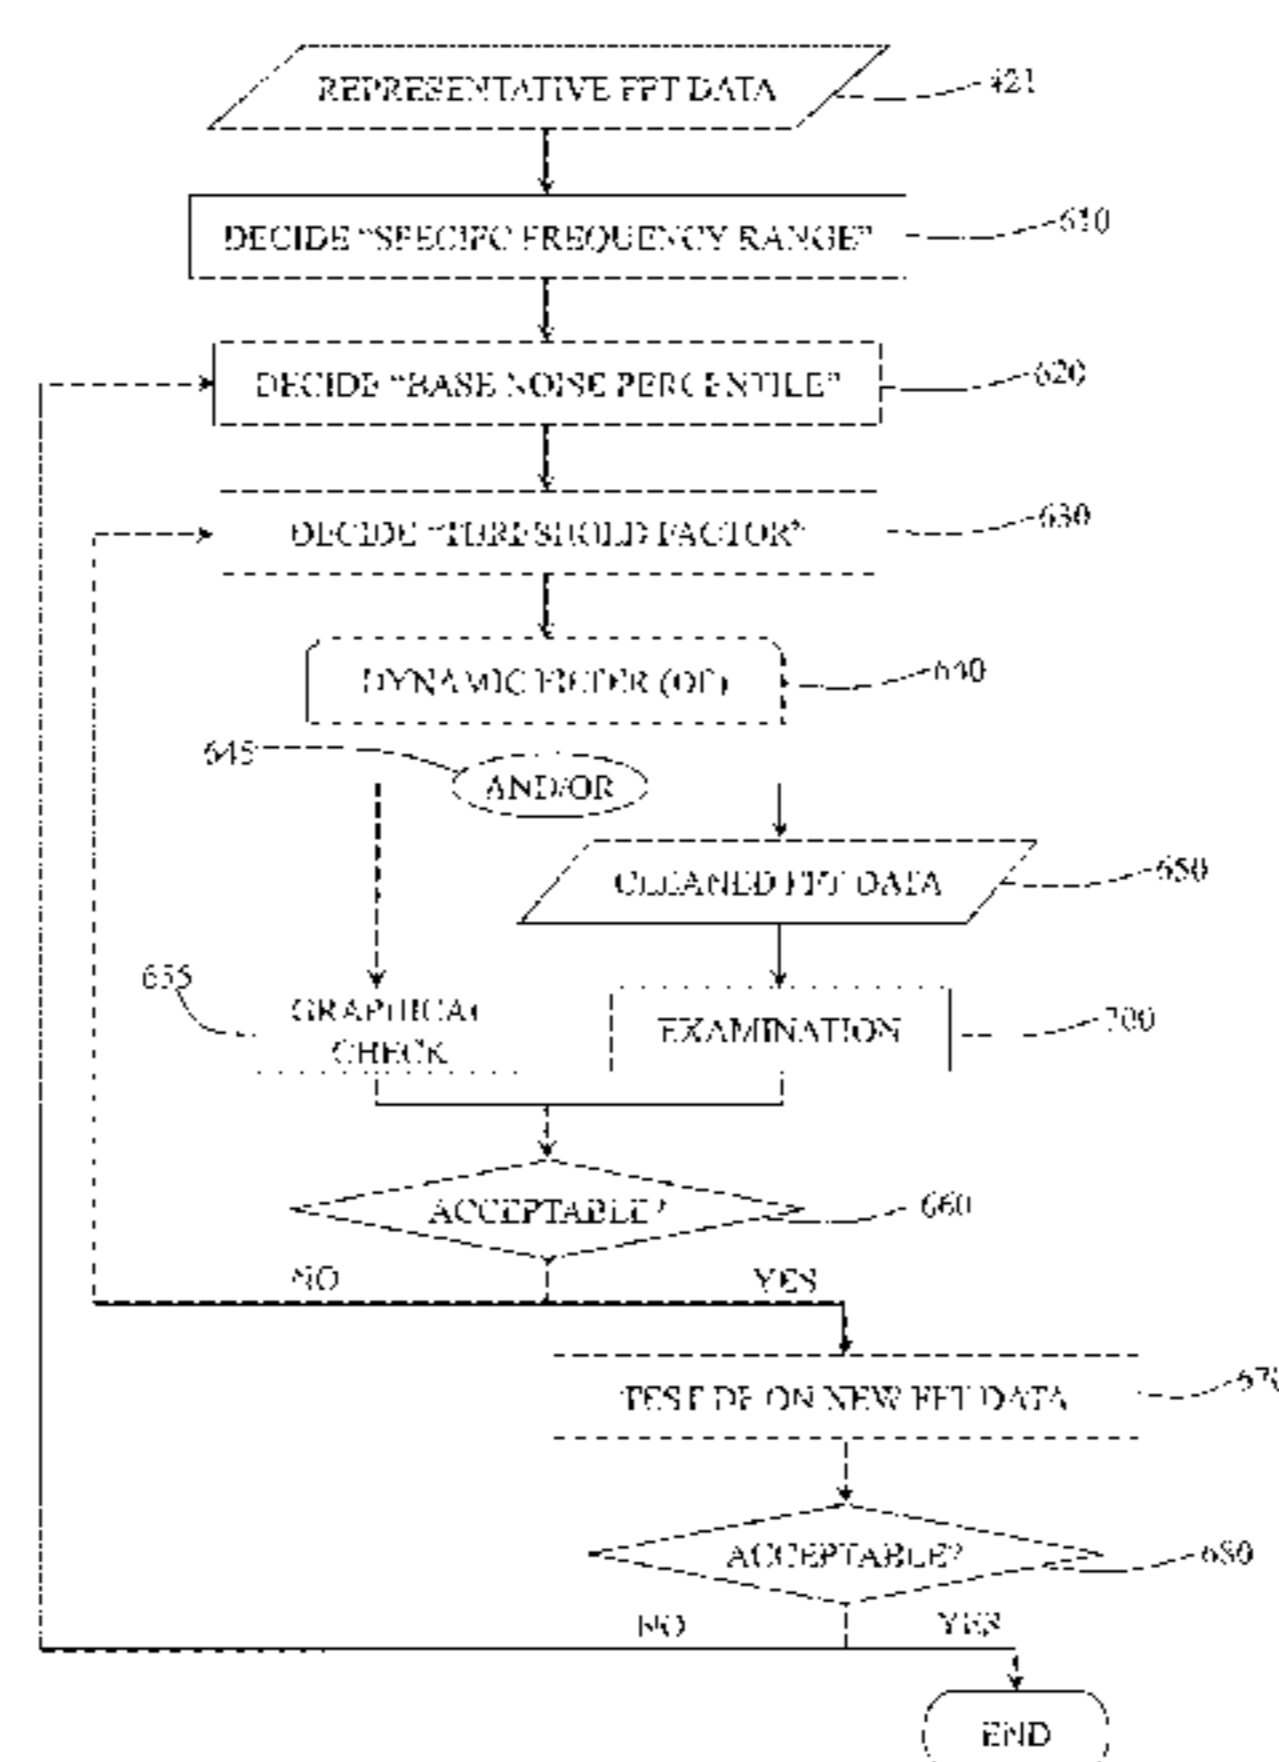 REPRESENTATIVE FFT DATA
421
DECIDE "SPECIFC FREQUENCY RANGE"
610
DECIDE "BASE NOISE PERCENTILE"
620
DECIDE "THRESHOLD FACTOR"
630
DYNAMIC FILTER (DF)
640
645
AND/OR
CLEANED FFT DATA
650
655
GRAPHICAL
CHECK
EXAMINATION
700
ACCEPTABLE?
660
NO
YES
TEST DF ON NEW FFT DATA
670
ACCEPTABLE?
680
NO
YES
END